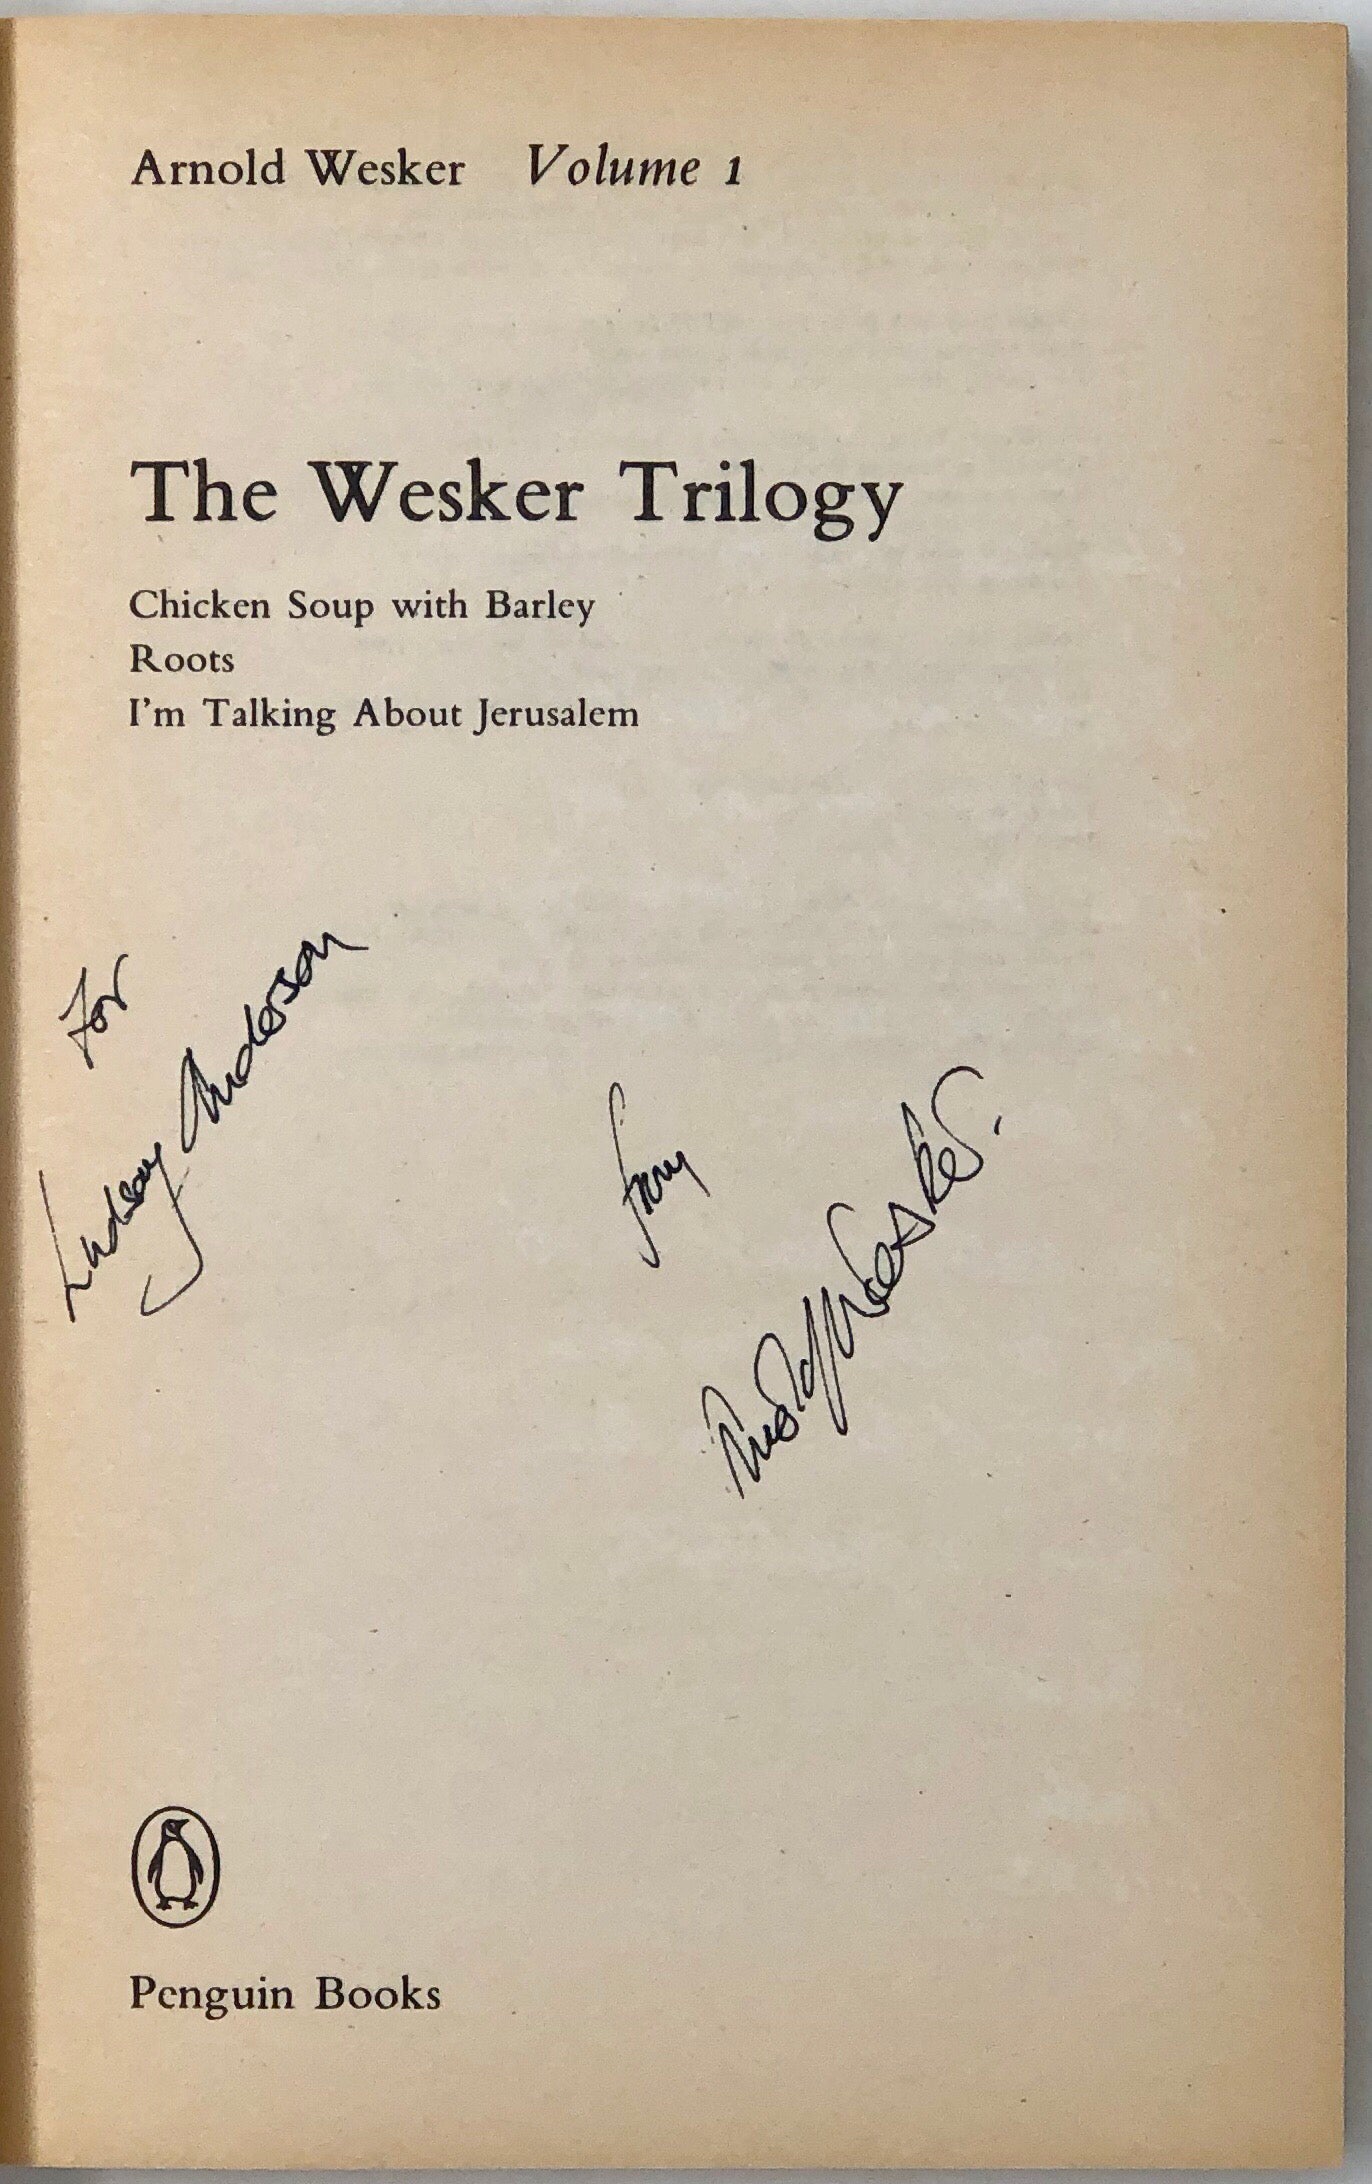 Arnold Wesker Volume 1
The Wesker Trilogy
Chicken Soup with Barley
Roots
I'm Talking About Jerusalem
For
Lindsay Anderson
from
Arnold Wesker.
Penguin Books